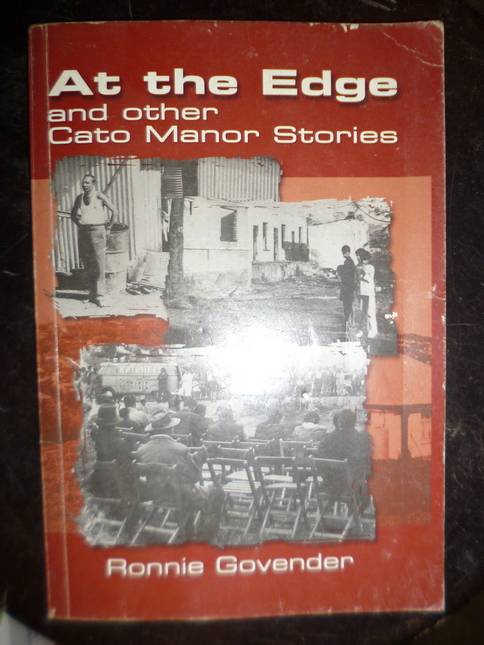 At the Edge
and other
Cato Manor Stories
Ronnie Govender